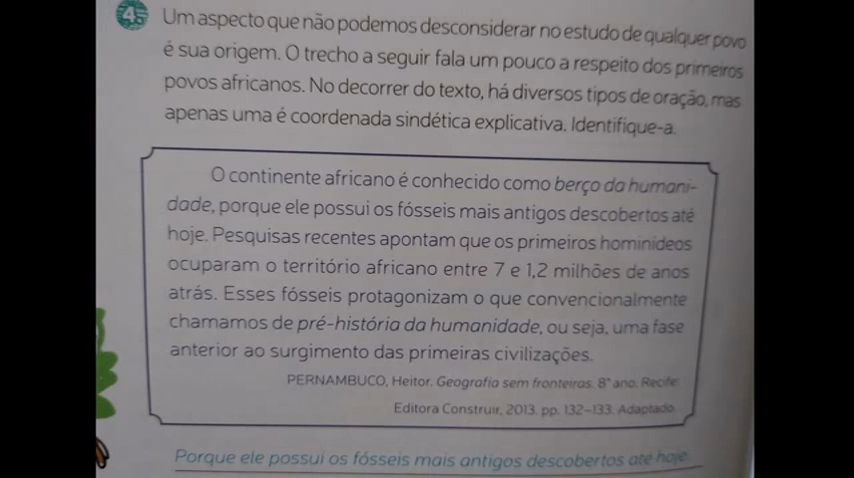 45 Um aspecto que não podemos desconsiderar no estudo de qualquer povo
é sua origem. O trecho a seguir fala um pouco a respeito dos primeiros
povos africanos. No decorrer do texto, há diversos tipos de oração, mas
apenas uma é coordenada sindética explicativa. Identifique-a.
O continente africano é conhecido como berço da humani-
dade, porque ele possui os fósseis mais antigos descobertos até
hoje. Pesquisas recentes apontam que os primeiros hominídeos
ocuparam o território africano entre 7 e 1,2 milhões de anos
atrás. Esses fósseis protagonizam o que convencionalmente
chamamos de pré-história da humanidade, ou seja, uma fase
anterior ao surgimento das primeiras civilizações.
PERNAMBUCO, Heitor. Geografia sem fronteiras. 8º ano. Recife:
Editora Construir, 2013. pp. 132-133. Adaptado.
Porque ele possui os fósseis mais antigos descobertos até hoje.